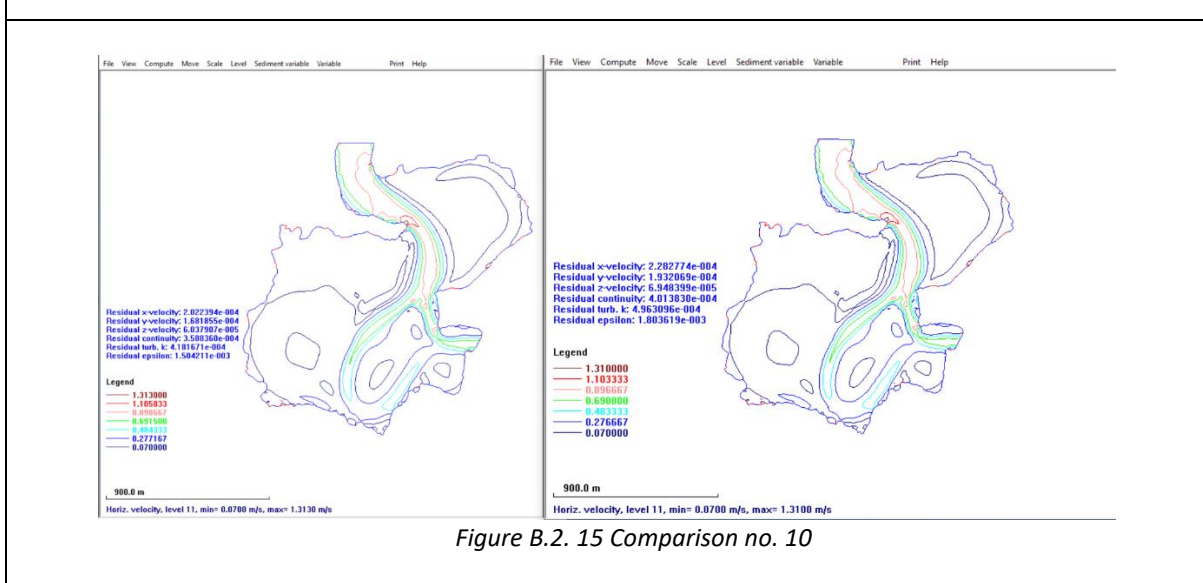 File View Compute Move Scale Level Sediment variable Variable Print Help
Residual x-velocity: 2.022394e-004
Residual y-velocity: 1.681855e-004
Residual z-velocity: 6.037907e-005
Residual continuity: 3.508360e-004
Residual turb. k: 4.181671e-004
Residual epsilon: 1.504211e-003
Legend
1.313000
1.105833
0.898667
0.691500
0.484333
0.277167
0.070000
900.0 m
Horiz. velocity, level 11, min= 0.0700 m/s, max= 1.3130 m/s
File View Compute Move Scale Level Sediment variable Variable Print Help
Residual x-velocity: 2.282774e-004
Residual y-velocity: 1.932069e-004
Residual z-velocity: 6.948399e-005
Residual continuity: 4.013830e-004
Residual turb. k: 4.963096e-004
Residual epsilon: 1.803619e-003
Legend
1.310000
1.103333
0.896667
0.690000
0.483333
0.276667
0.070000
900.0 m
Horiz. velocity, level 11, min= 0.0700 m/s, max= 1.3100 m/s
Figure B.2. 15 Comparison no. 10